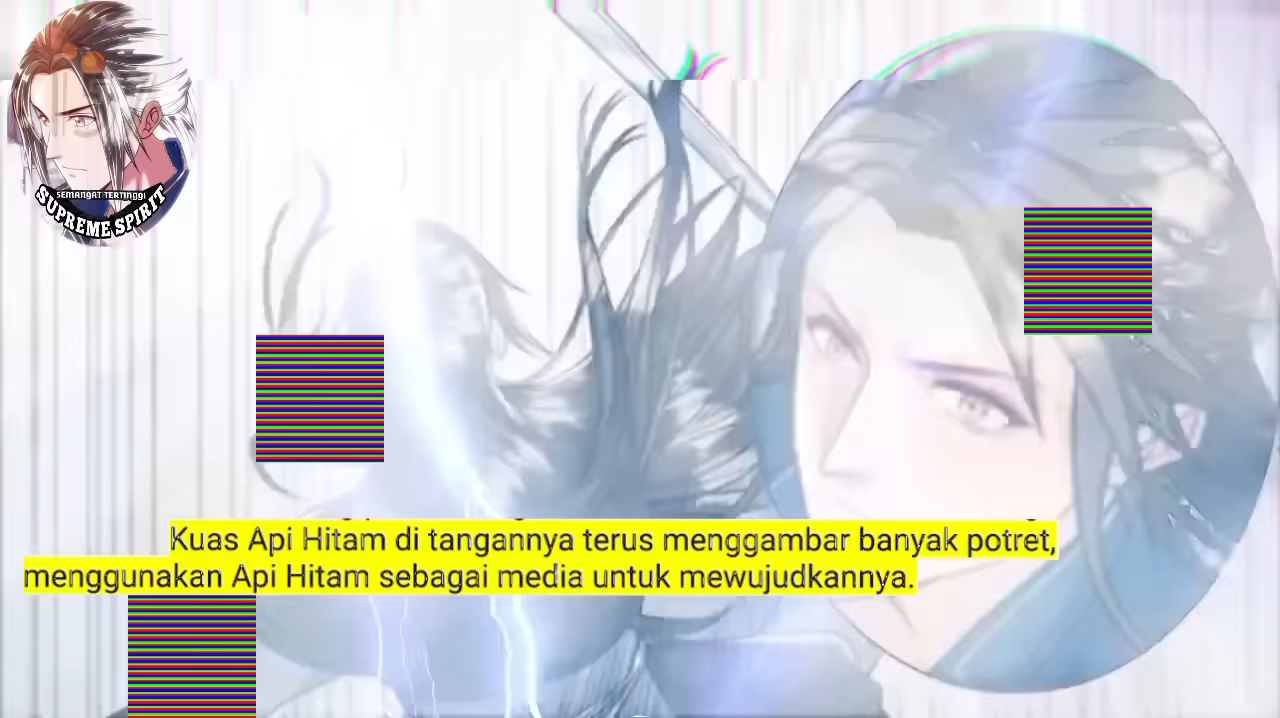 SEMANGAT TERTINGGI
SUPREME SPIRIT
Kuas Api Hitam di tangannya terus menggambar banyak potret,
menggunakan Api Hitam sebagai media untuk mewujudkannya.